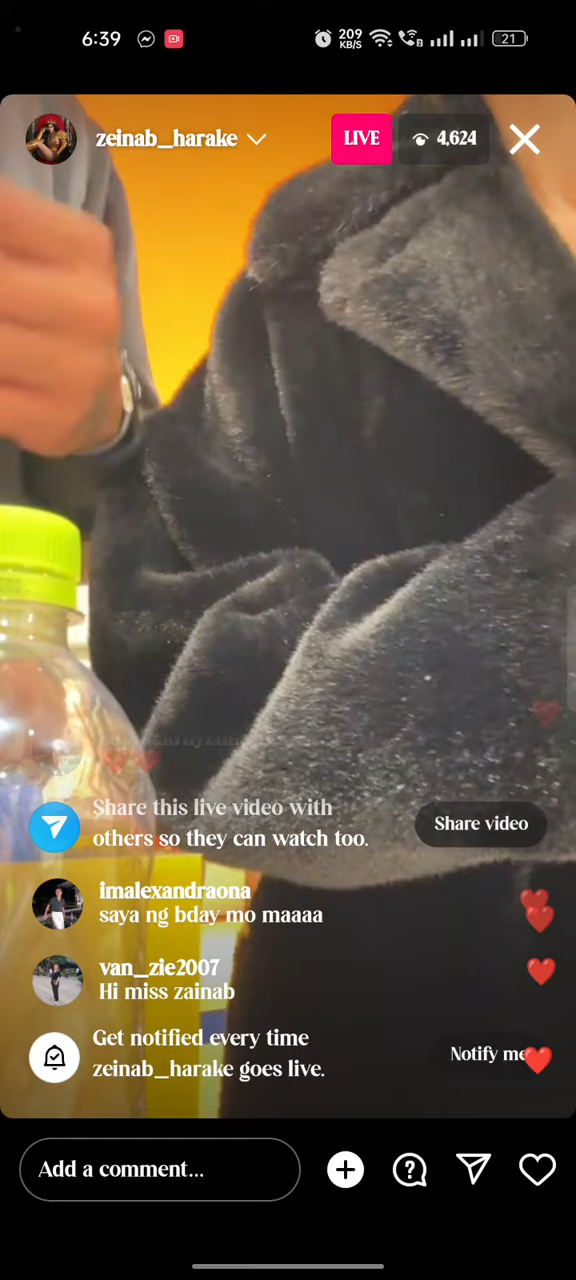 6:39
209
KB/S
2
21
zeinab_harake
LIVE
4,624
Share this live video with
others so they can watch too.
Share video
imalexandraona
saya ng bday mo maaaa
van_zie2007
Hi miss zainab
Get notified every time
zeinab_harake goes live.
Notify me
Add a comment...